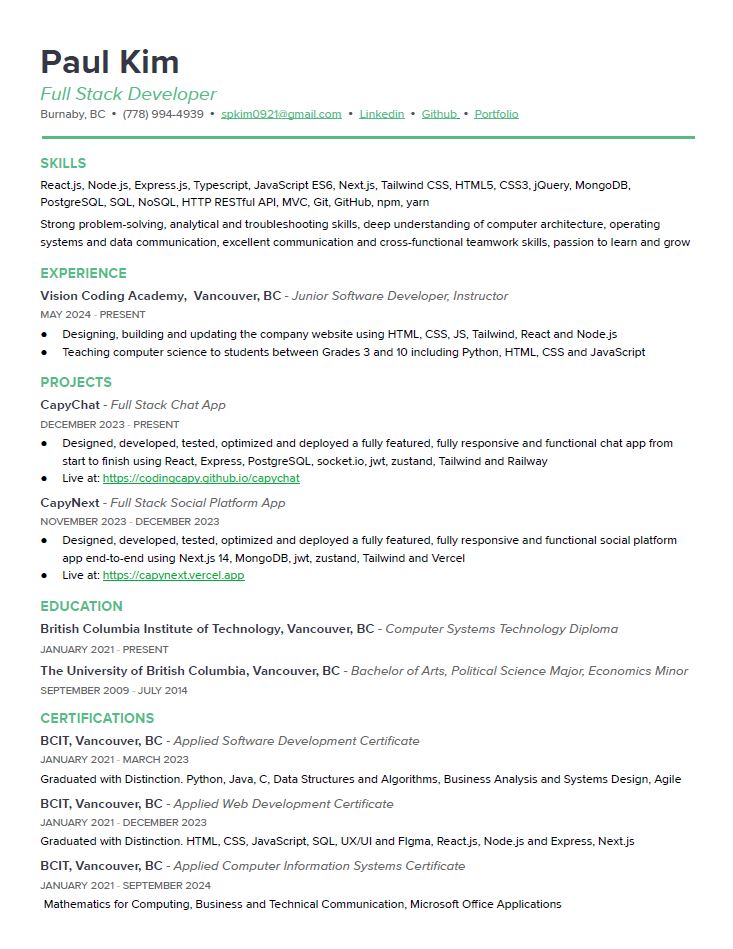 Paul Kim
Full Stack Developer
Burnaby, BC • (778) 994-4939 • spkim0921@gmail.com • Linkedin • Github • Portfolio
SKILLS
React.js, Node.js, Express.js, Typescript, JavaScript ES6, Next.js, Tailwind CSS, HTML5, CSS3, jQuery, MongoDB,
PostgreSQL, SQL, NoSQL, HTTP RESTful API, MVC, Git, GitHub, npm, yarn
Strong problem-solving, analytical and troubleshooting skills, deep understanding of computer architecture, operating
systems and data communication, excellent communication and cross-functional teamwork skills, passion to learn and grow
EXPERIENCE
Vision Coding Academy,  Vancouver, BC - Junior Software Developer, Instructor
MAY 2024 - PRESENT
● Designing, building and updating the company website using HTML, CSS, JS, Tailwind, React and Node.js
● Teaching computer science to students between Grades 3 and 10 including Python, HTML, CSS and JavaScript
PROJECTS
CapyChat - Full Stack Chat App
DECEMBER 2023 - PRESENT
● Designed, developed, tested, optimized and deployed a fully featured, fully responsive and functional chat app from
start to finish using React, Express, PostgreSQL, socket.io, jwt, zustand, Tailwind and Railway
● Live at: https://codingcapy.github.io/capychat
CapyNext - Full Stack Social Platform App
NOVEMBER 2023 - DECEMBER 2023
● Designed, developed, tested, optimized and deployed a fully featured, fully responsive and functional social platform
app end-to-end using Next.js 14, MongoDB, jwt, zustand, Tailwind and Vercel
● Live at: https://capynext.vercel.app
EDUCATION
British Columbia Institute of Technology, Vancouver, BC - Computer Systems Technology Diploma
JANUARY 2021 - PRESENT
The University of British Columbia, Vancouver, BC - Bachelor of Arts, Political Science Major, Economics Minor
SEPTEMBER 2009 - JULY 2014
CERTIFICATIONS
BCIT, Vancouver, BC - Applied Software Development Certificate
JANUARY 2021 - MARCH 2023
Graduated with Distinction. Python, Java, C, Data Structures and Algorithms, Business Analysis and Systems Design, Agile
BCIT, Vancouver, BC - Applied Web Development Certificate
JANUARY 2021 - DECEMBER 2023
Graduated with Distinction. HTML, CSS, JavaScript, SQL, UX/UI and FIgma, React.js, Node.js and Express, Next.js
BCIT, Vancouver, BC - Applied Computer Information Systems Certificate
JANUARY 2021 - SEPTEMBER 2024
Mathematics for Computing, Business and Technical Communication, Microsoft Office Applications